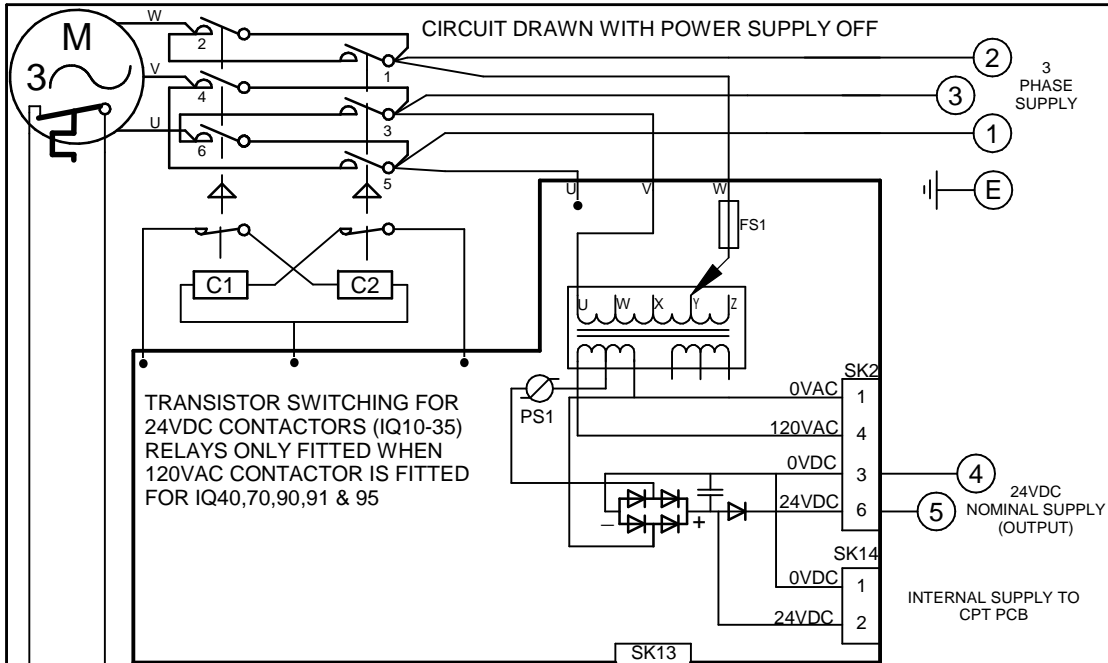 CIRCUIT DRAWN WITH POWER SUPPLY OFF
W
M
3
V
U
2
4
6
1
3
5
2
3
1
E
3
PHASE
SUPPLY
C1
C2
U
V
W
FS1
U W X Y Z
PS1
TRANSISTOR SWITCHING FOR
24VDC CONTACTORS (IQ10-35)
RELAYS ONLY FITTED WHEN
120VAC CONTACTOR IS FITTED
FOR IQ40,70,90,91 & 95
SK2
0VAC 1
120VAC 4
0VDC 3
24VDC 6
4
5
24VDC
NOMINAL SUPPLY
(OUTPUT)
– +
SK14
0VDC 1
24VDC 2
INTERNAL SUPPLY TO
CPT PCB
SK13